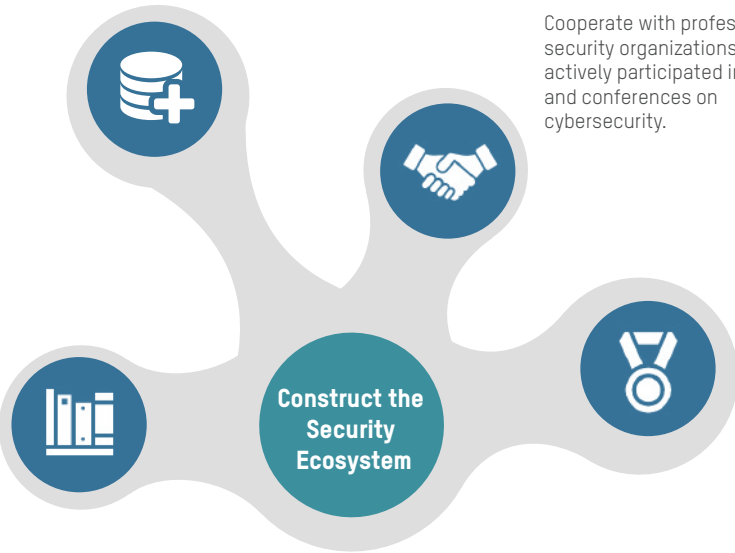 Cooperate with
security organizations
actively participated
and conferences on
cybersecurity.
Construct the
Security
Ecosystem